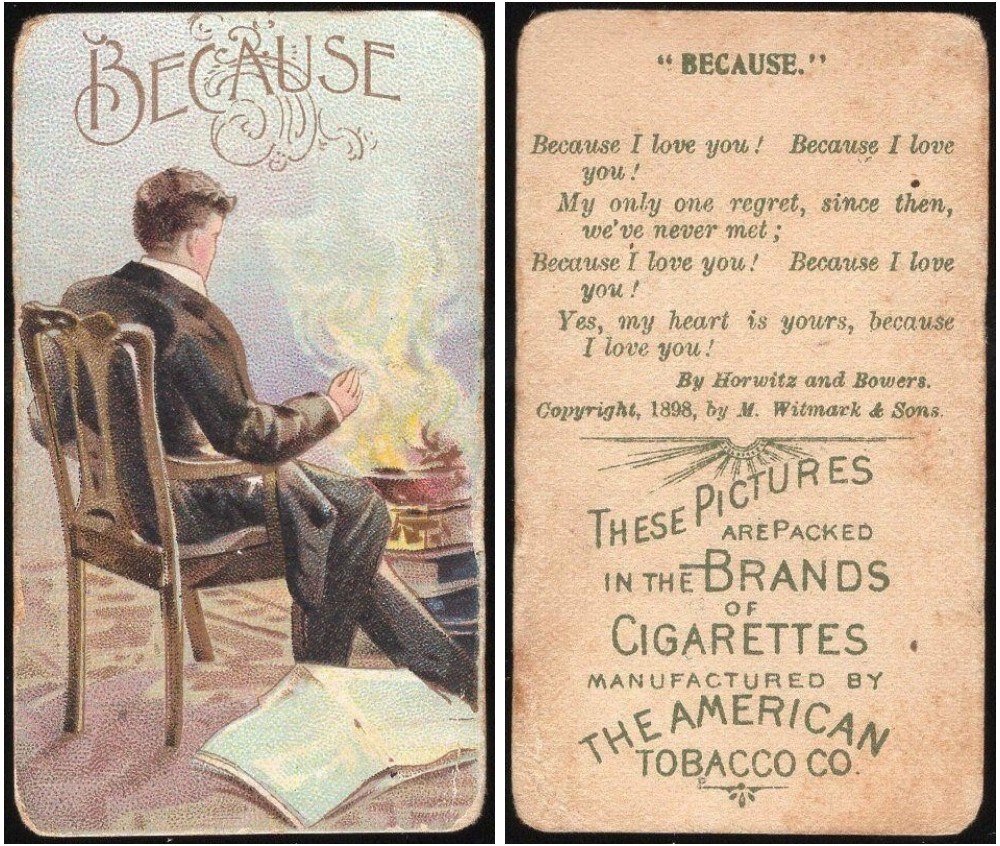 BECAUSE
"BECAUSE."
Because I love you! Because I love
you!
My only one regret, since then,
we've never met;
Because I love you! Because I love
you!
Yes, my heart is yours, because
I love you!
By Horwitz and Bowers.
Copyright, 1898, by M. Witmark & Sons.
THESE PICTURES
ARE PACKED
IN THE BRANDS
OF
CIGARETTES
MANUFACTURED BY
THE AMERICAN
TOBACCO CO.